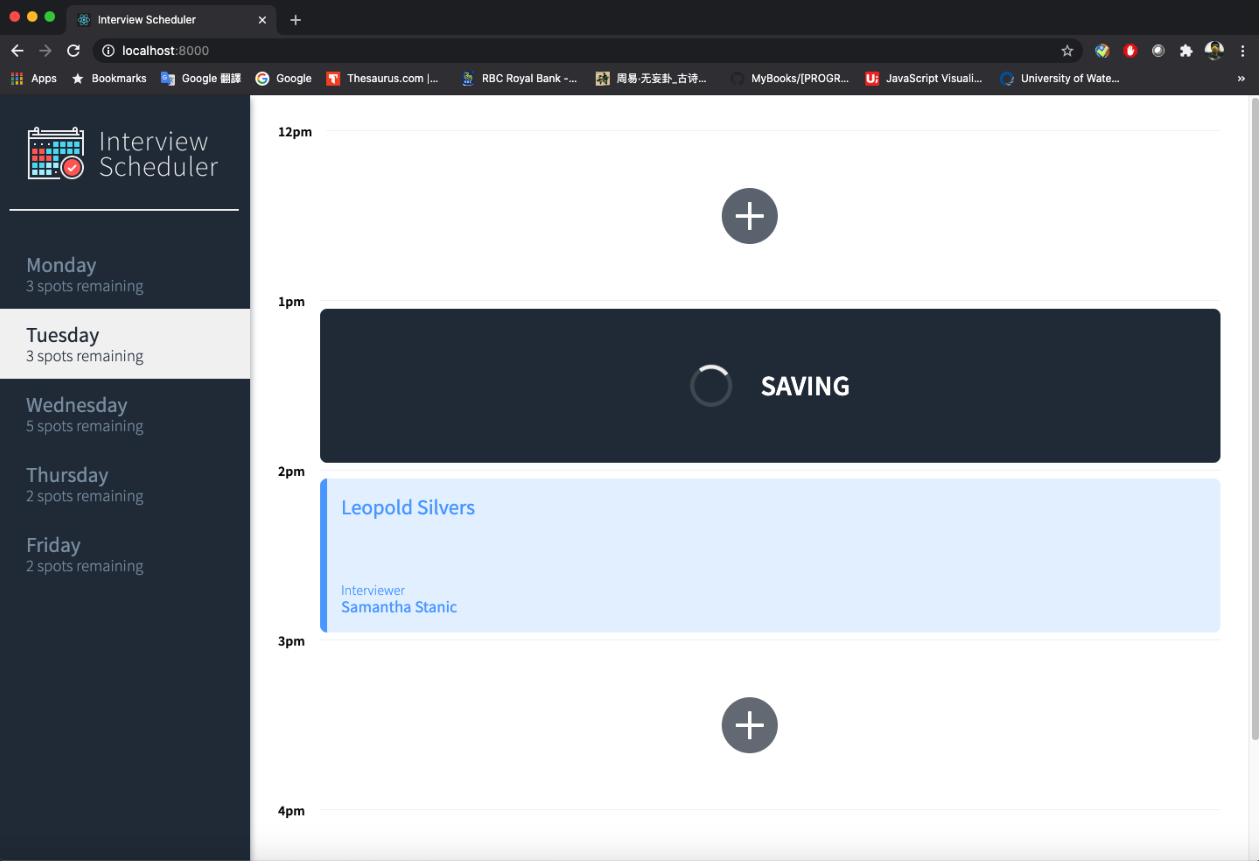 Interview Scheduler
localhost:8000
Apps
Bookmarks
Google 翻譯
Google
Thesaurus.com |...
RBC Royal Bank -...
周易·无妄卦_古诗...
MyBooks/[PROGR...
JavaScript Visuali...
University of Wate...
»
Interview
Scheduler
Monday
3 spots remaining
Tuesday
3 spots remaining
Wednesday
5 spots remaining
Thursday
2 spots remaining
Friday
2 spots remaining
12pm
1pm
SAVING
2pm
Leopold Silvers
Interviewer
Samantha Stanic
3pm
4pm